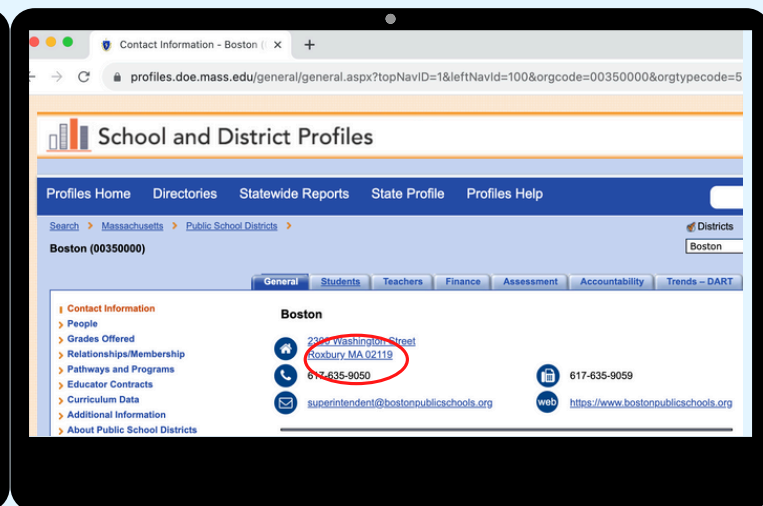 Contact Information - Boston (
profiles.doe.mass.edu/general/general.aspx?topNavID=1&leftNavId=100&orgcode=00350000&orgtypecode=5
School and District Profiles
Profiles Home Directories Statewide Reports State Profile Profiles Help
Search Massachusetts Public School Districts
Districts
Boston (00350000)
Boston
General Students Teachers Finance Assessment Accountability Trends – DART
Contact Information
People
Grades Offered
Relationships/Membership
Pathways and Programs
Educator Contracts
Curriculum Data
Additional Information
About Public School Districts
Boston
2300 Washington Street
Roxbury MA 02119
617-635-9050
617-635-9059
superintendent@bostonpublicschools.org
web https://www.bostonpublicschools.org